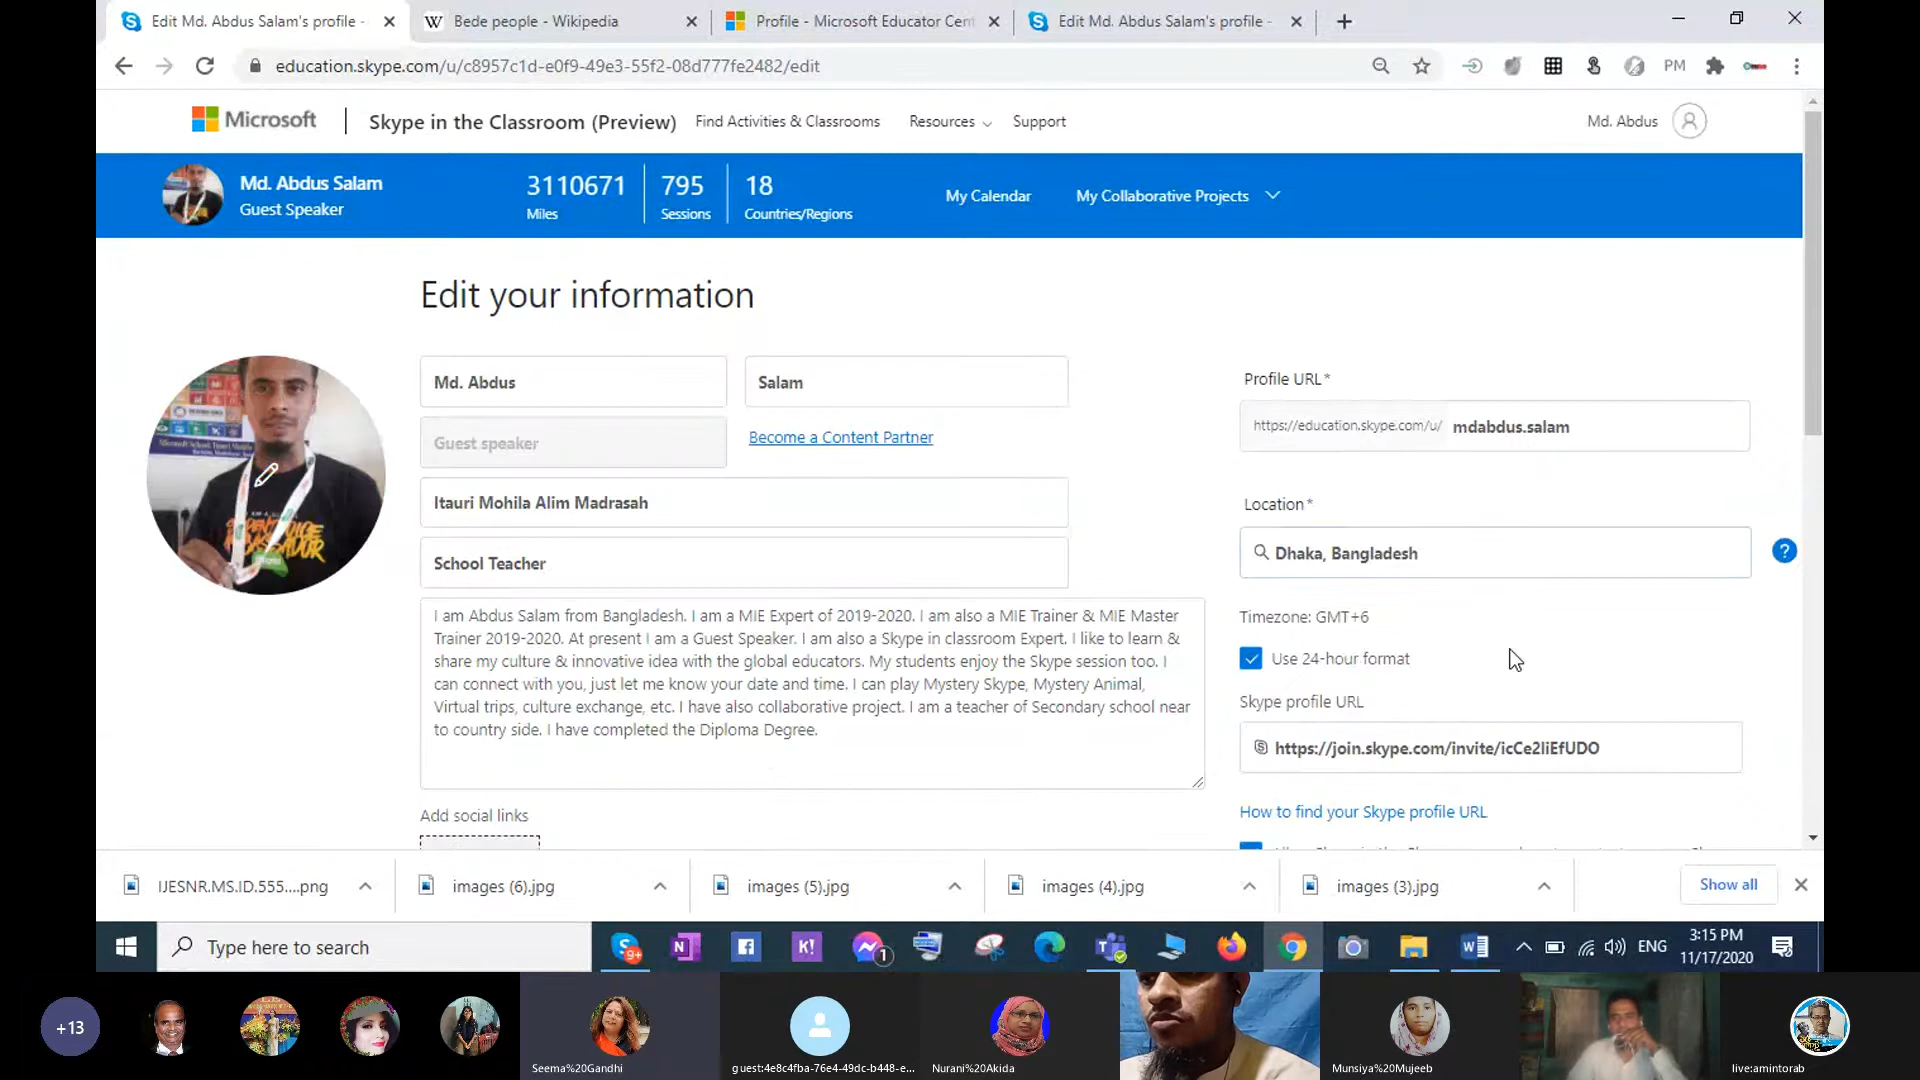 Edit Md. Abdus Salam's profile -
Bede people - Wikipedia
Profile - Microsoft Educator Cen
Edit Md. Abdus Salam's profile -
education.skype.com/u/c8957c1d-e0f9-49e3-55f2-08d777fe2482/edit
PM
Microsoft
Skype in the Classroom (Preview)
Find Activities & Classrooms
Resources
Support
Md. Abdus
Md. Abdus Salam
Guest Speaker
3110671
Miles
795
Sessions
18
Countries/Regions
My Calendar
My Collaborative Projects
Edit your information
Md. Abdus
Salam
Guest speaker
Become a Content Partner
Itauri Mohila Alim Madrasah
School Teacher
I am Abdus Salam from Bangladesh. I am a MIE Expert of 2019-2020. I am also a MIE Trainer & MIE Master
Trainer 2019-2020. At present I am a Guest Speaker. I am also a Skype in classroom Expert. I like to learn &
share my culture & innovative idea with the global educators. My students enjoy the Skype session too. I
can connect with you, just let me know your date and time. I can play Mystery Skype, Mystery Animal,
Virtual trips, culture exchange, etc. I have also collaborative project. I am a teacher of Secondary school near
to country side. I have completed the Diploma Degree.
Add social links
Profile URL*
https://education.skype.com/u/ mdabdus.salam
Location*
Dhaka, Bangladesh
?
Timezone: GMT+6
Use 24-hour format
Skype profile URL
https://join.skype.com/invite/icCe2IiEfUDO
How to find your Skype profile URL
IJESNR.MS.ID.555....png
images (6).jpg
images (5).jpg
images (4).jpg
images (3).jpg
Show all
Type here to search
9+
N
K!
1
W
ENG
3:15 PM
11/17/2020
+13
Seema%20Gandhi
guest:4e8c4fba-76e4-49dc-b448-e...
Nurani%20Akida
Munsiya%20Mujeeb
live:amintorab